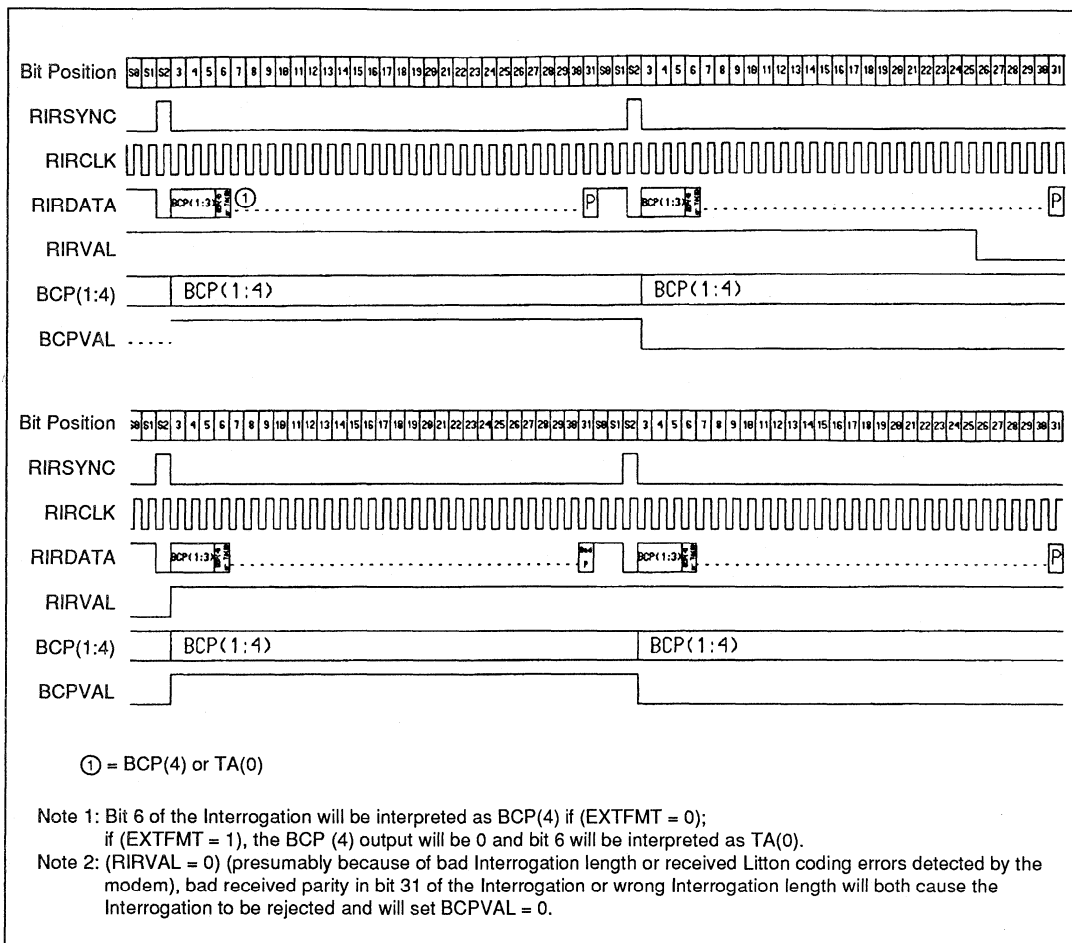 Bit Position S0 S1 S2 3 4 5 6 7 8 9 10 11 12 13 14 15 16 17 18 19 20 21 22 23 24 25 26 27 28 29 30 31 S0 S1 S2 3 4 5 6 7 8 9 10 11 12 13 14 15 16 17 18 19 20 21 22 23 24 25 26 27 28 29 30 31
RIRSYNC
RIRCLK
RIRDATA BCP(1:3) ① P BCP(1:3) P
RIRVAL
BCP(1:4) BCP(1:4) BCP(1:4)
BCPVAL
Bit Position S0 S1 S2 3 4 5 6 7 8 9 10 11 12 13 14 15 16 17 18 19 20 21 22 23 24 25 26 27 28 29 30 31 S0 S1 S2 3 4 5 6 7 8 9 10 11 12 13 14 15 16 17 18 19 20 21 22 23 24 25 26 27 28 29 30 31
RIRSYNC
RIRCLK
RIRDATA BCP(1:3) Bad P BCP(1:3) P
RIRVAL
BCP(1:4) BCP(1:4) BCP(1:4)
BCPVAL
① = BCP(4) or TA(0)
Note 1: Bit 6 of the Interrogation will be interpreted as BCP(4) if (EXTFMT = 0);
if (EXTFMT = 1), the BCP (4) output will be 0 and bit 6 will be interpreted as TA(0).
Note 2: (RIRVAL = 0) (presumably because of bad Interrogation length or received Litton coding errors detected by the
modem), bad received parity in bit 31 of the Interrogation or wrong Interrogation length will both cause the
Interrogation to be rejected and will set BCPVAL = 0.